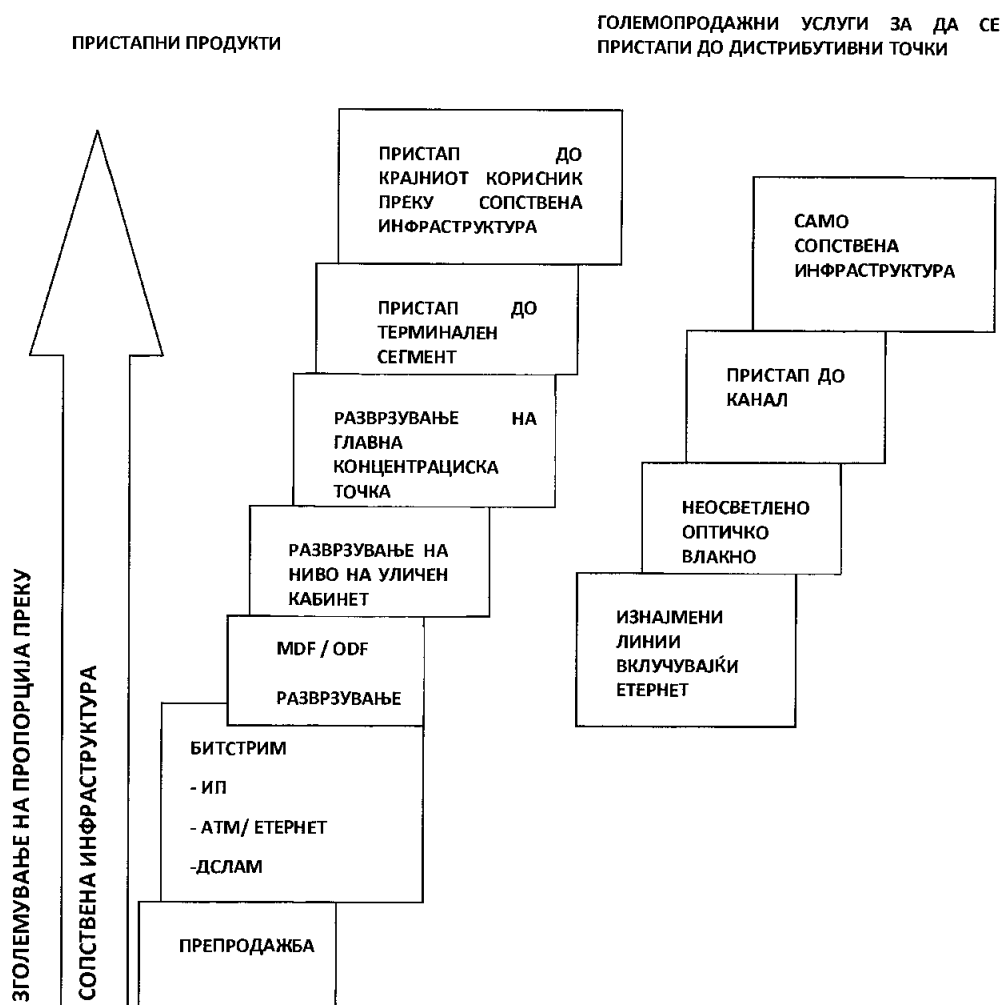 ПРИСТАПНИ ПРОДУКТИ
ГОЛЕМОПРОДАЖНИ УСЛУГИ ЗА ДА СЕ
ПРИСТАПИ ДО ДИСТРИБУТИВНИ ТОЧКИ
ПРИСТАП ДО
КРАЈНИОТ КОРИСНИК
ПРЕКУ СОПСТВЕНА
ИНФРАСТРУКТУРА
ПРИСТАП ДО
ТЕРМИНАЛЕН
СЕГМЕНТ
РАЗВРЗУВАЊЕ НА
ГЛАВНА
КОНЦЕНТРАЦИСКА
ТОЧКА
РАЗВРЗУВАЊЕ НА
НИВО НА УЛИЧЕН
КАБИНЕТ
MDF / ODF
РАЗВРЗУВАЊЕ
БИТСТРИМ
- ИП
- АТМ/ ЕТЕРНЕТ
-ДСЛАМ
ПРЕПРОДАЖБА
САМО
СОПСТВЕНА
ИНФРАСТРУКТУРА
ПРИСТАП ДО
КАНАЛ
НЕОСВЕТЛЕНО
ОПТИЧКО
ВЛАКНО
ИЗНАЈМЕНИ
ЛИНИИ
ВКЛУЧУВАЈЌИ
ЕТЕРНЕТ
ЗГОЛЕМУВАЊЕ НА ПРОПОРЦИЈА ПРЕКУ
СОПСТВЕНА ИНФРАСТРУКТУРА